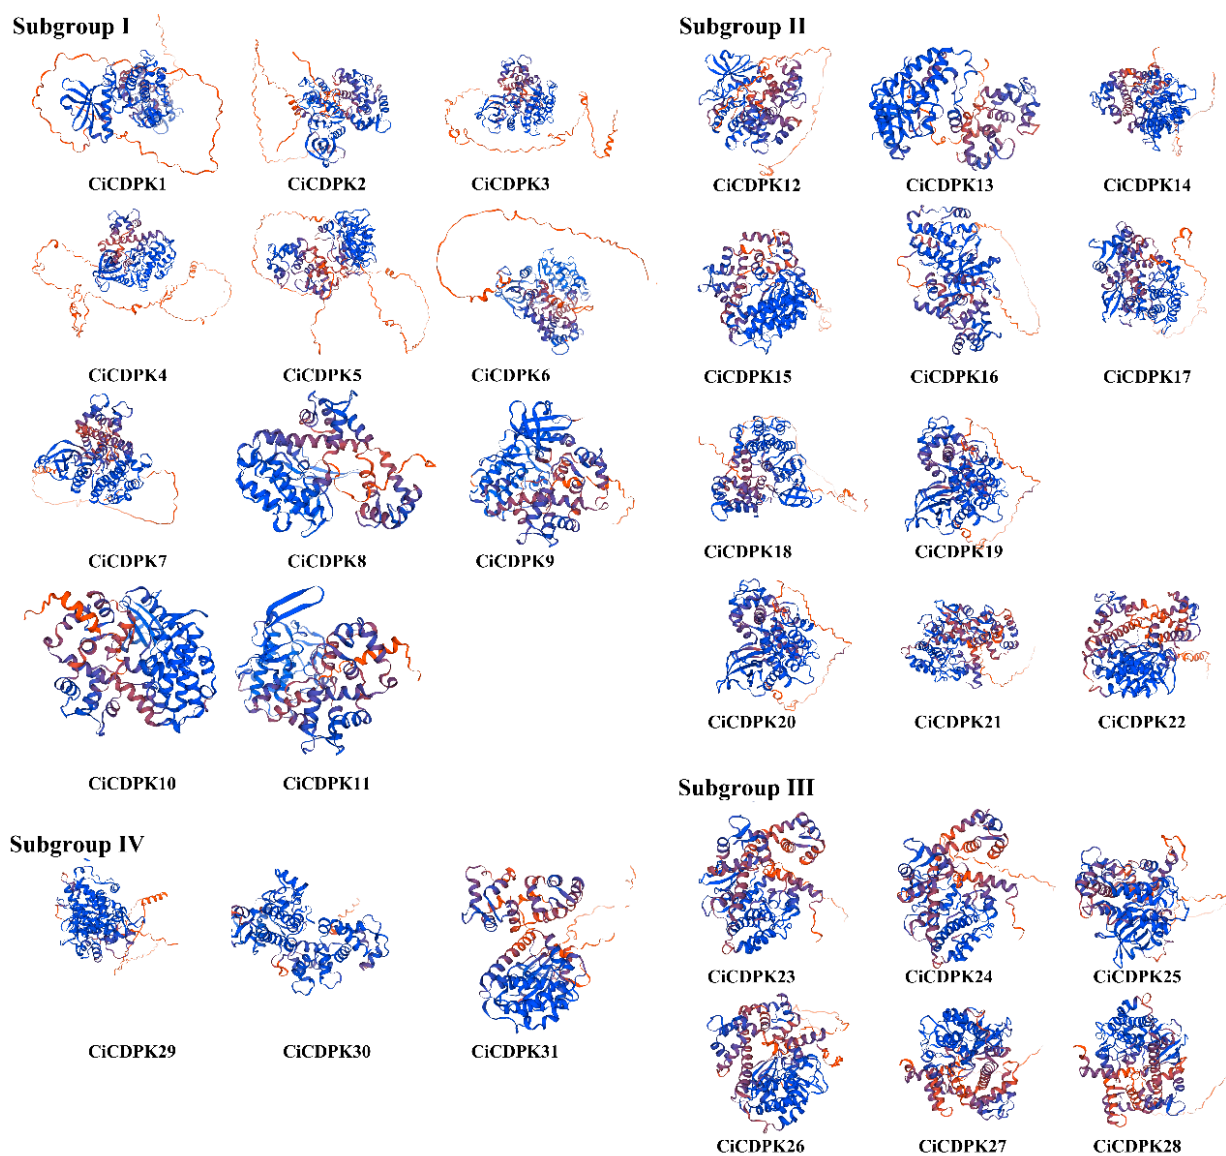 Subgroup I
CiCDPK1 CiCDPK2 CiCDPK3
CiCDPK4 CiCDPK5 CiCDPK6
CiCDPK7 CiCDPK8 CiCDPK9
CiCDPK10 CiCDPK11
Subgroup II
CiCDPK12 CiCDPK13 CiCDPK14
CiCDPK15 CiCDPK16 CiCDPK17
CiCDPK18 CiCDPK19
CiCDPK20 CiCDPK21 CiCDPK22
Subgroup III
CiCDPK23 CiCDPK24 CiCDPK25
CiCDPK26 CiCDPK27 CiCDPK28
Subgroup IV
CiCDPK29 CiCDPK30 CiCDPK31